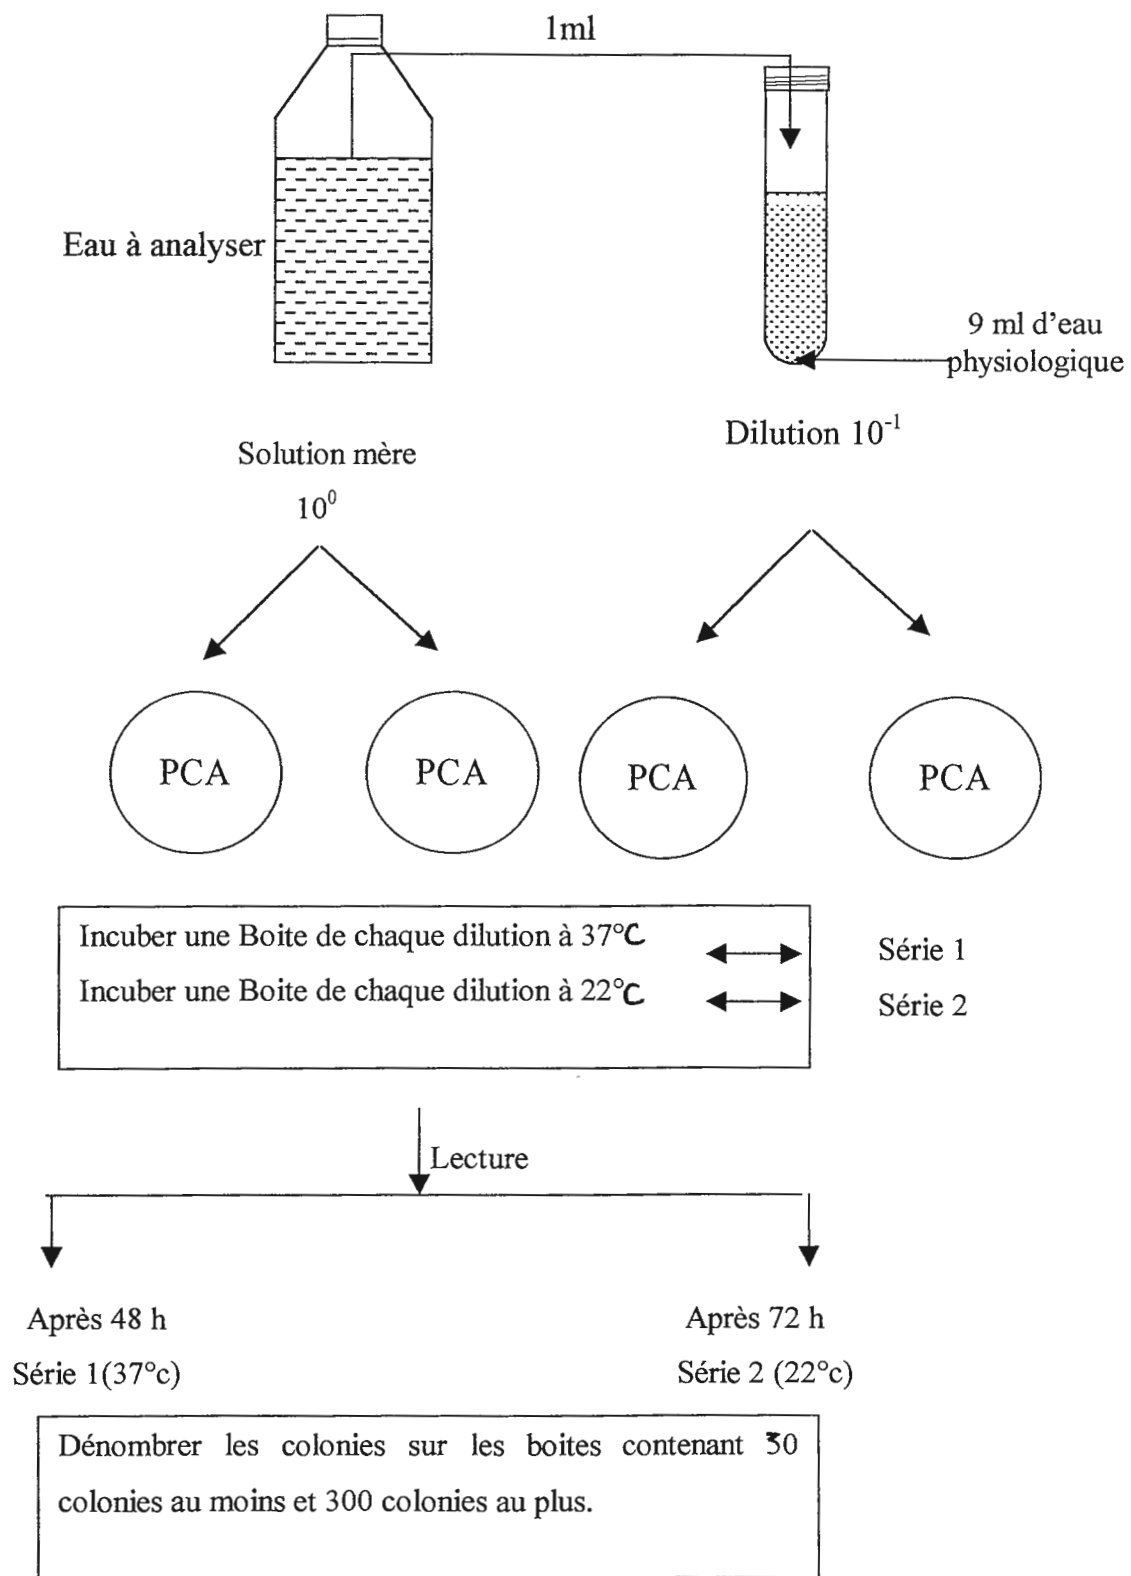 1ml
Eau à analyser
9 ml d'eau
physiologique
Dilution 10⁻¹
Solution mère
10⁰
PCA PCA PCA PCA
Incuber une Boite de chaque dilution à 37°C
Série 1
Incuber une Boite de chaque dilution à 22°C
Série 2
Lecture
Après 48 h
Après 72 h
Série 1(37°c)
Série 2 (22°c)
Dénombrer les colonies sur les boites contenant 30
colonies au moins et 300 colonies au plus.